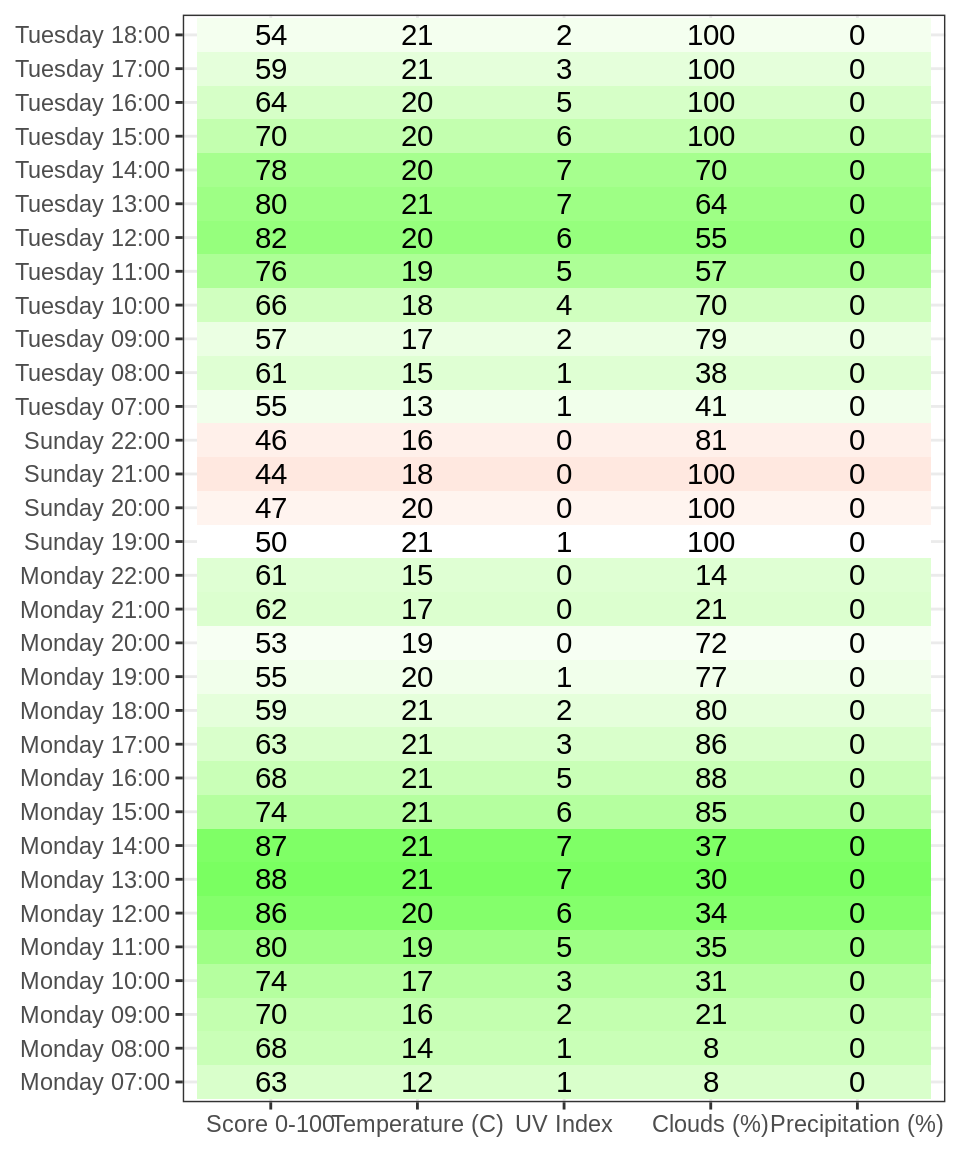 Tuesday 18:00 54 21 2 100 0
Tuesday 17:00 59 21 3 100 0
Tuesday 16:00 64 20 5 100 0
Tuesday 15:00 70 20 6 100 0
Tuesday 14:00 78 20 7 70 0
Tuesday 13:00 80 21 7 64 0
Tuesday 12:00 82 20 6 55 0
Tuesday 11:00 76 19 5 57 0
Tuesday 10:00 66 18 4 70 0
Tuesday 09:00 57 17 2 79 0
Tuesday 08:00 61 15 1 38 0
Tuesday 07:00 55 13 1 41 0
Sunday 22:00 46 16 0 81 0
Sunday 21:00 44 18 0 100 0
Sunday 20:00 47 20 0 100 0
Sunday 19:00 50 21 1 100 0
Monday 22:00 61 15 0 14 0
Monday 21:00 62 17 0 21 0
Monday 20:00 53 19 0 72 0
Monday 19:00 55 20 1 77 0
Monday 18:00 59 21 2 80 0
Monday 17:00 63 21 3 86 0
Monday 16:00 68 21 5 88 0
Monday 15:00 74 21 6 85 0
Monday 14:00 87 21 7 37 0
Monday 13:00 88 21 7 30 0
Monday 12:00 86 20 6 34 0
Monday 11:00 80 19 5 35 0
Monday 10:00 74 17 3 31 0
Monday 09:00 70 16 2 21 0
Monday 08:00 68 14 1 8 0
Monday 07:00 63 12 1 8 0
Score 0-100 Temperature (C) UV Index Clouds (%) Precipitation (%)